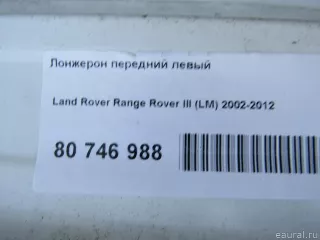 Лонжерон передний левый
Land Rover Range Rover III (LM) 2002-2012
80 746 988
eaural.ru